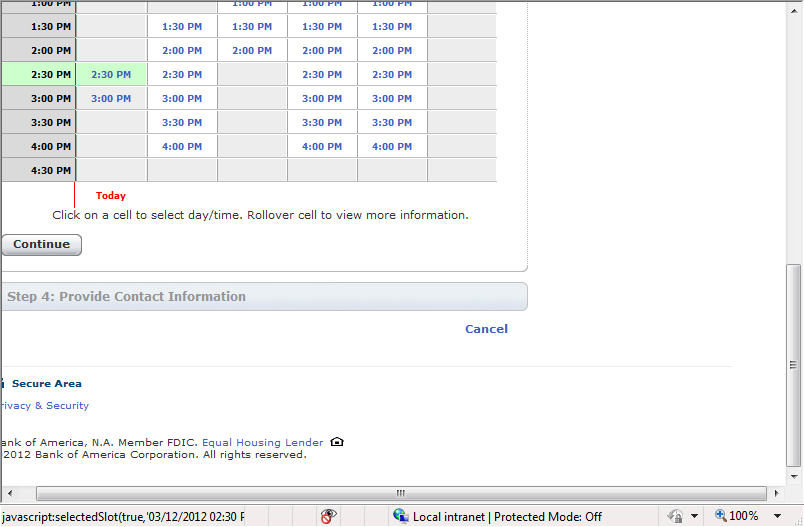 1:00 PM 1:00 PM 1:00 PM 1:00 PM
1:30 PM 1:30 PM 1:30 PM 1:30 PM 1:30 PM
2:00 PM 2:00 PM 2:00 PM 2:00 PM 2:00 PM
2:30 PM 2:30 PM 2:30 PM 2:30 PM 2:30 PM
3:00 PM 3:00 PM 3:00 PM 3:00 PM 3:00 PM
3:30 PM 3:30 PM 3:30 PM 3:30 PM
4:00 PM 4:00 PM 4:00 PM 4:00 PM
4:30 PM
Today
Click on a cell to select day/time. Rollover cell to view more information.
Continue
Step 4: Provide Contact Information
Cancel
Secure Area
rivacy & Security
ank of America, N.A. Member FDIC. Equal Housing Lender
2012 Bank of America Corporation. All rights reserved.
javascript:selectedSlot(true,'03/12/2012 02:30 P
Local intranet | Protected Mode: Off
100%